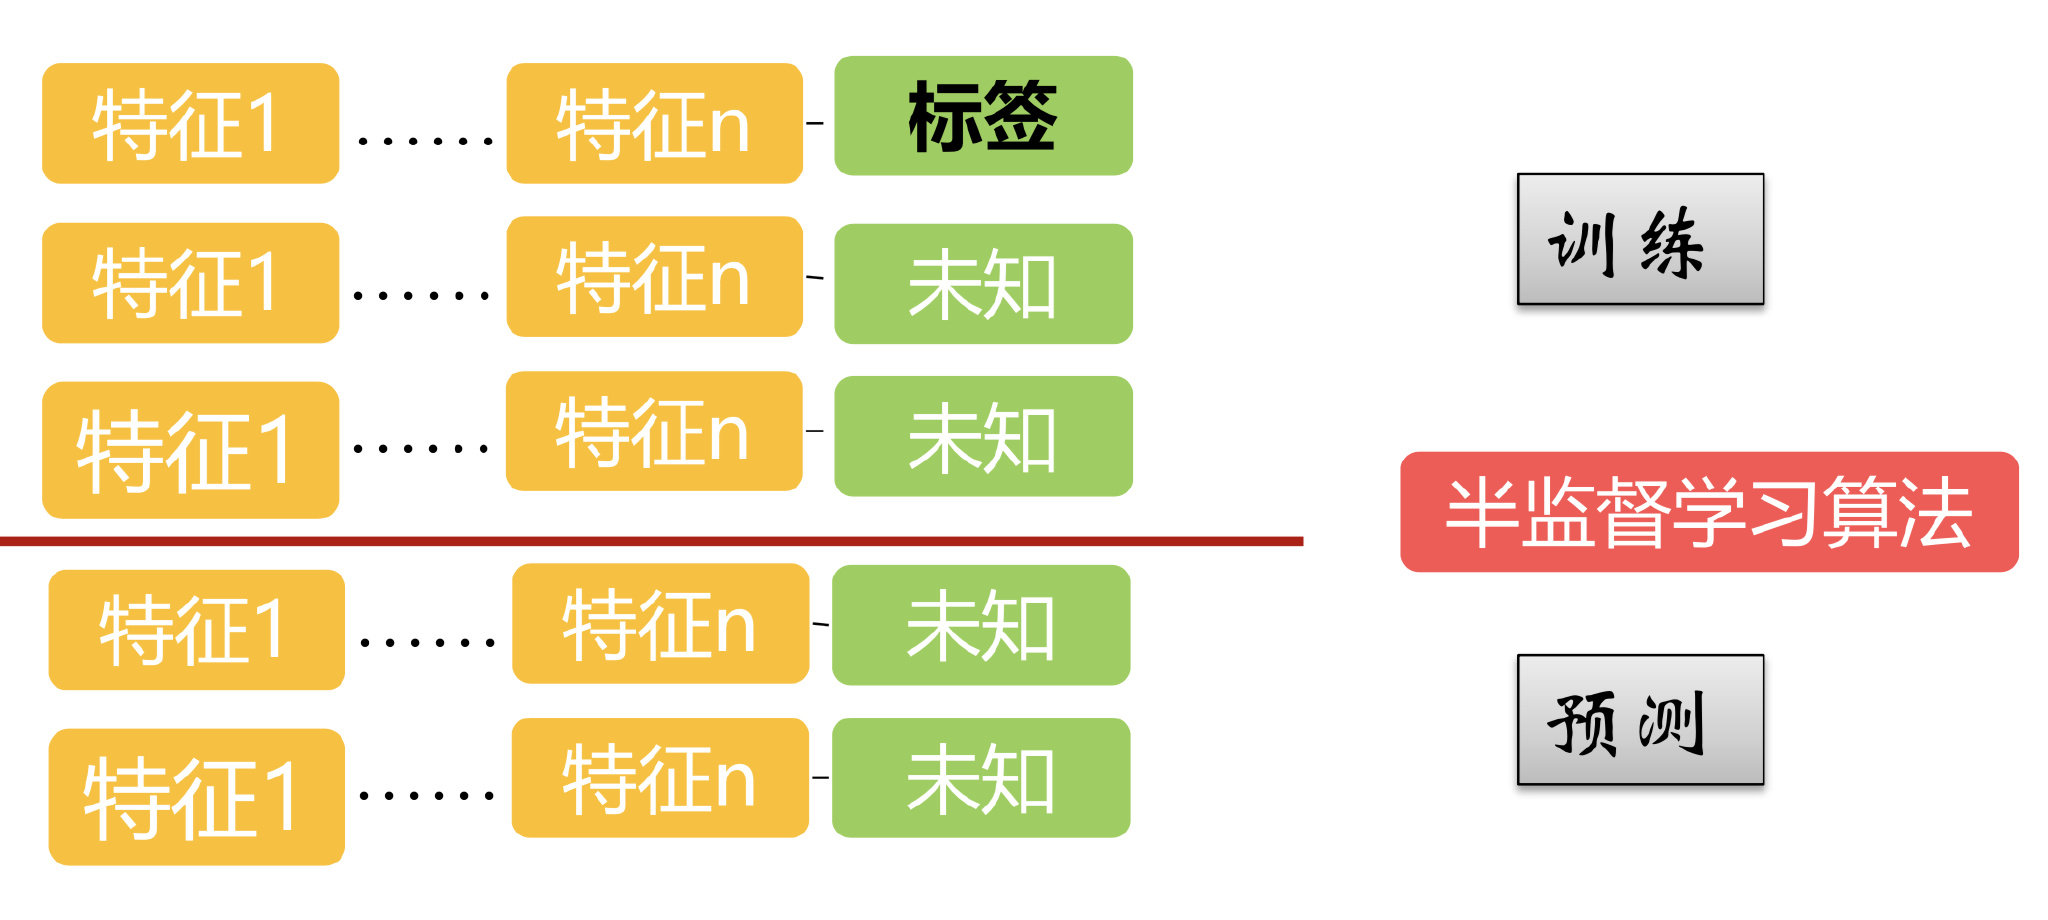 特征1 ...... 特征n 标签
特征1 ...... 特征n 未知
特征1 ...... 特征n 未知
特征1 ...... 特征n 未知
特征1 ...... 特征n 未知
训练
半监督学习算法
预测